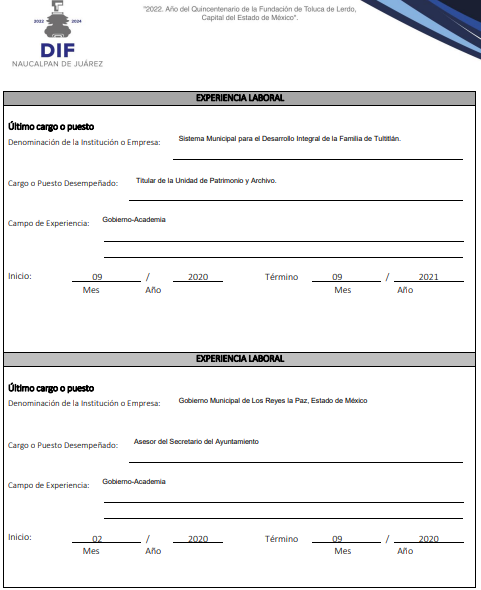 "2022. Año del Quincentenario de la Fundación de Toluca de Lerdo,
Capital del Estado de México".
2022 2024
DIF
NAUCALPAN DE JUÁREZ
EXPERIENCIA LABORAL
Último cargo o puesto
Denominación de la Institución o Empresa: Sistema Municipal para el Desarrollo Integral de la Familia de Tultitlán.
Cargo o Puesto Desempeñado: Titular de la Unidad de Patrimonio y Archivo.
Campo de Experiencia: Gobierno-Academia
Inicio: 09 / 2020 Término 09 / 2021
Mes Año Mes Año
EXPERIENCIA LABORAL
Último cargo o puesto
Denominación de la Institución o Empresa: Gobierno Municipal de Los Reyes la Paz, Estado de México
Cargo o Puesto Desempeñado: Asesor del Secretario del Ayuntamiento
Campo de Experiencia: Gobierno-Academia
Inicio: 02 / 2020 Término 09 / 2020
Mes Año Mes Año